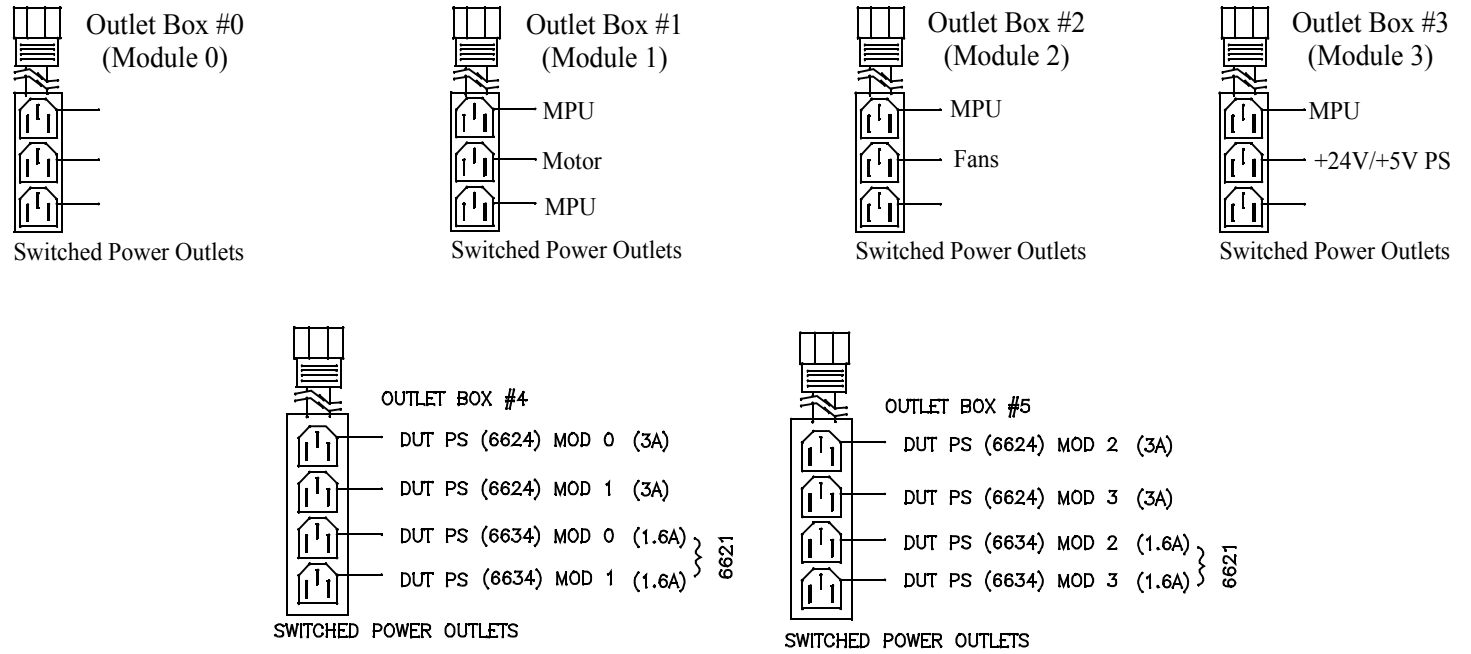 Outlet Box #0
(Module 0)
Switched Power Outlets
Outlet Box #1
(Module 1)
MPU
Motor
MPU
Switched Power Outlets
Outlet Box #2
(Module 2)
MPU
Fans
Switched Power Outlets
Outlet Box #3
(Module 3)
MPU
+24V/+5V PS
Switched Power Outlets
OUTLET BOX #4
DUT PS (6624) MOD 0 (3A)
DUT PS (6624) MOD 1 (3A)
DUT PS (6634) MOD 0 (1.6A)
DUT PS (6634) MOD 1 (1.6A)
6621
SWITCHED POWER OUTLETS
OUTLET BOX #5
DUT PS (6624) MOD 2 (3A)
DUT PS (6624) MOD 3 (3A)
DUT PS (6634) MOD 2 (1.6A)
DUT PS (6634) MOD 3 (1.6A)
6621
SWITCHED POWER OUTLETS